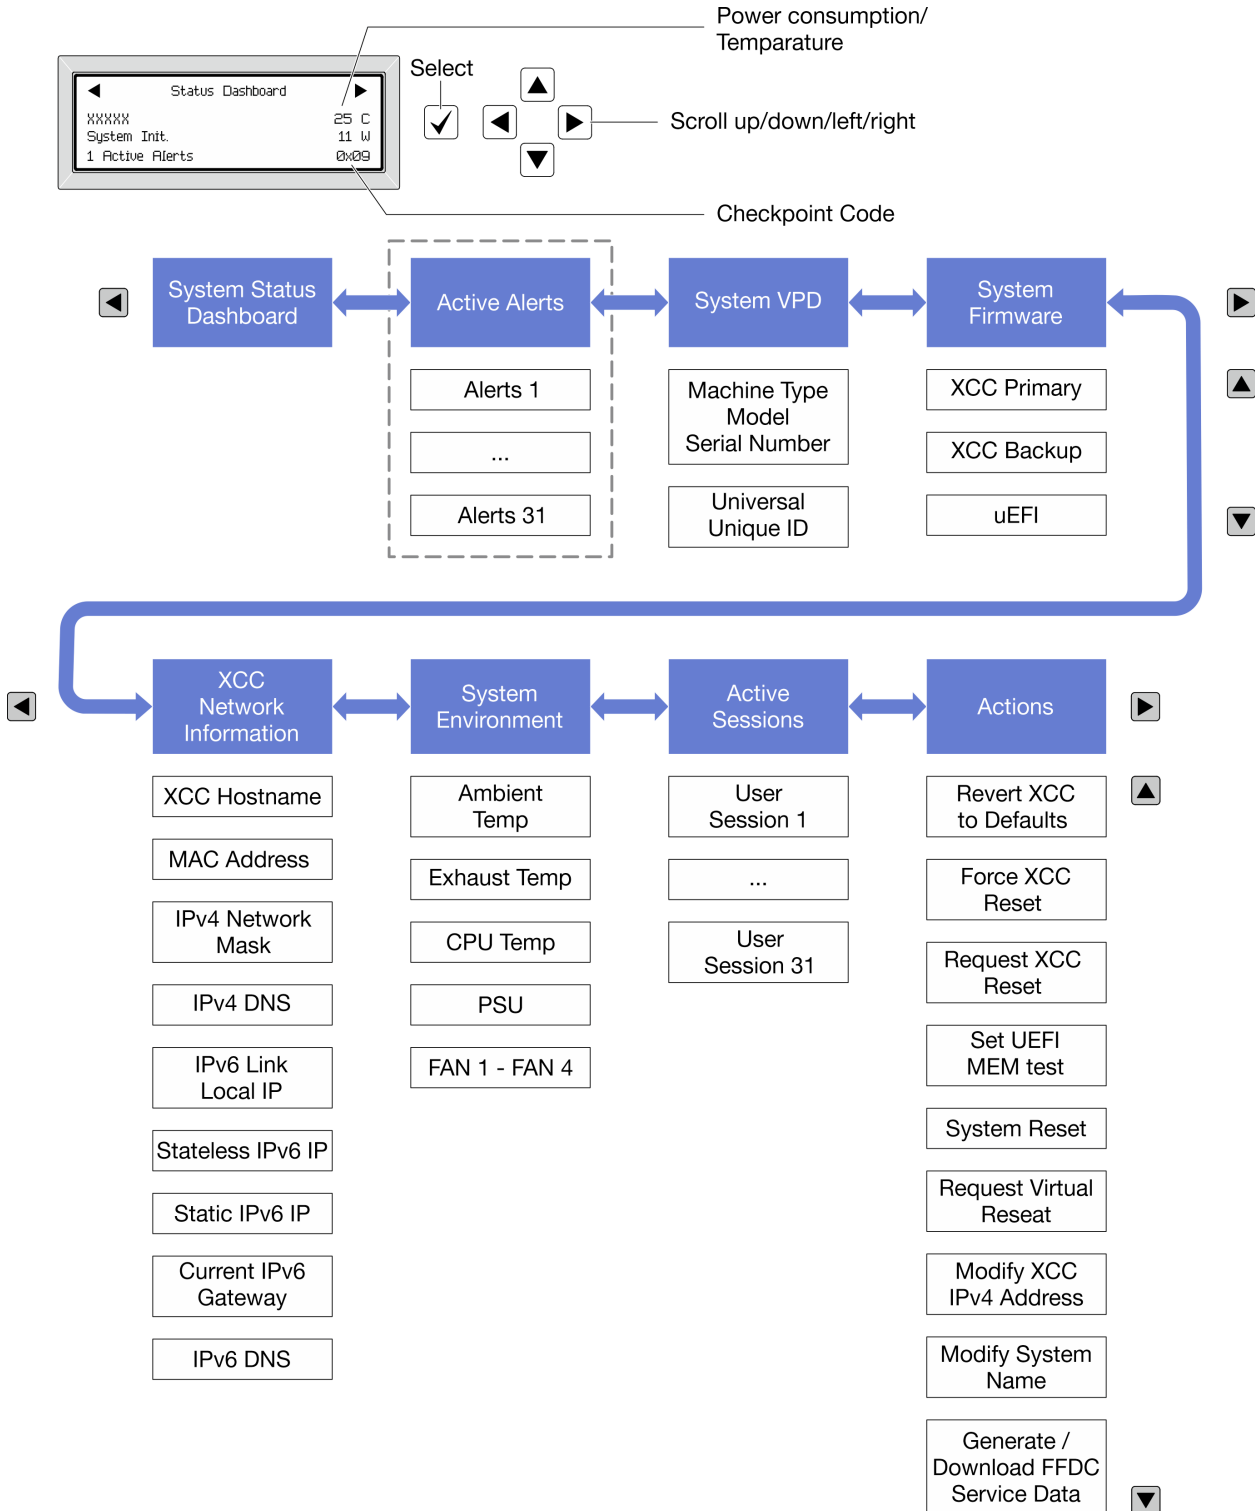 Power consumption/
Temparature
Select
Status Dashboard
XXXXX 25 C
System Init. 11 W
1 Active Alerts 0x09
Scroll up/down/left/right
Checkpoint Code
System Status
Dashboard
Active Alerts
System VPD
System
Firmware
Alerts 1
...
Alerts 31
Machine Type
Model
Serial Number
Universal
Unique ID
XCC Primary
XCC Backup
uEFI
XCC
Network
Information
System
Environment
Active
Sessions
Actions
XCC Hostname
MAC Address
IPv4 Network
Mask
IPv4 DNS
IPv6 Link
Local IP
Stateless IPv6 IP
Static IPv6 IP
Current IPv6
Gateway
IPv6 DNS
Ambient
Temp
Exhaust Temp
CPU Temp
PSU
FAN 1 - FAN 4
User
Session 1
...
User
Session 31
Revert XCC
to Defaults
Force XCC
Reset
Request XCC
Reset
Set UEFI
MEM test
System Reset
Request Virtual
Reseat
Modify XCC
IPv4 Address
Modify System
Name
Generate /
Download FFDC
Service Data